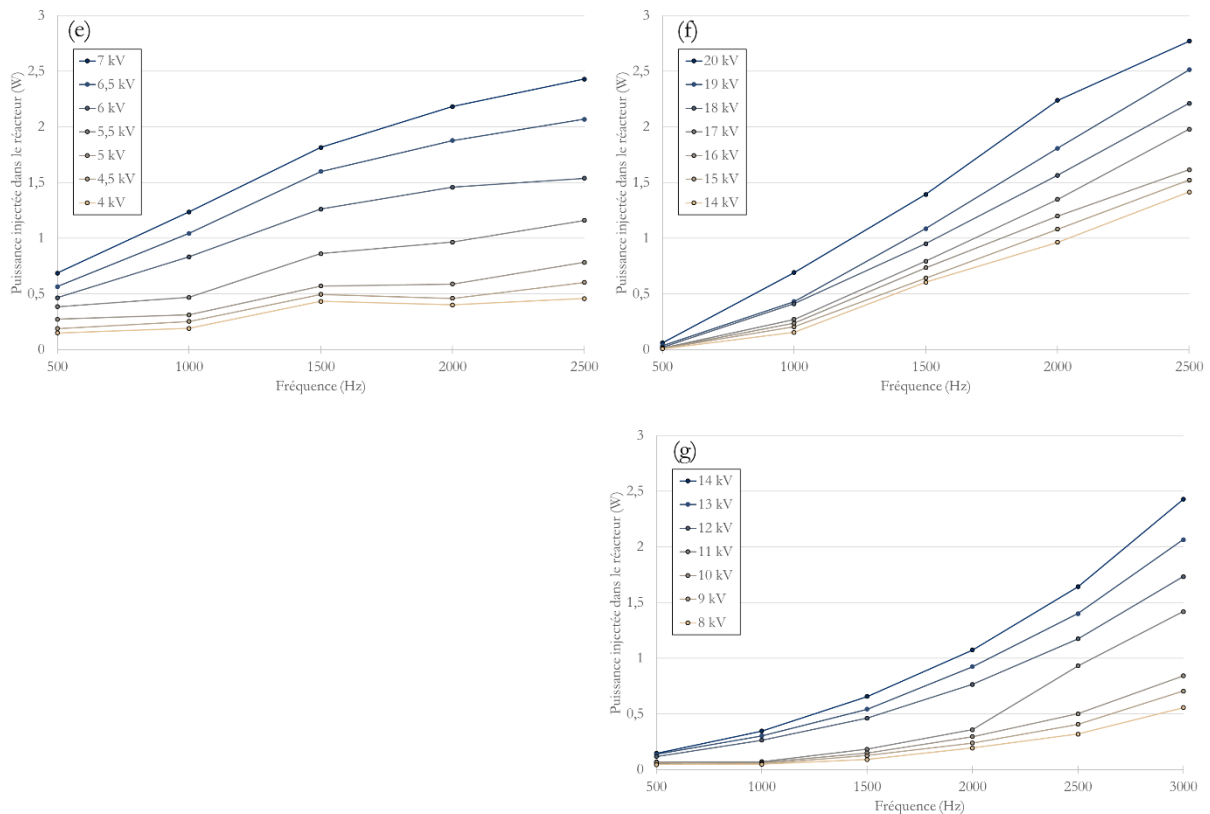 (e)
3
2,5
2
1,5
1
0,5
0
Puissance injectée dans le réacteur (W)
7 kV
6,5 kV
6 kV
5,5 kV
5 kV
4,5 kV
4 kV
500 1000 1500 2000 2500
Fréquence (Hz)
(f)
3
2,5
2
1,5
1
0,5
0
Puissance injectée dans le réacteur (W)
20 kV
19 kV
18 kV
17 kV
16 kV
15 kV
14 kV
500 1000 1500 2000 2500
Fréquence (Hz)
(g)
3
2,5
2
1,5
1
0,5
0
Puissance injectée dans le réacteur (W)
14 kV
13 kV
12 kV
11 kV
10 kV
9 kV
8 kV
500 1000 1500 2000 2500 3000
Fréquence (Hz)